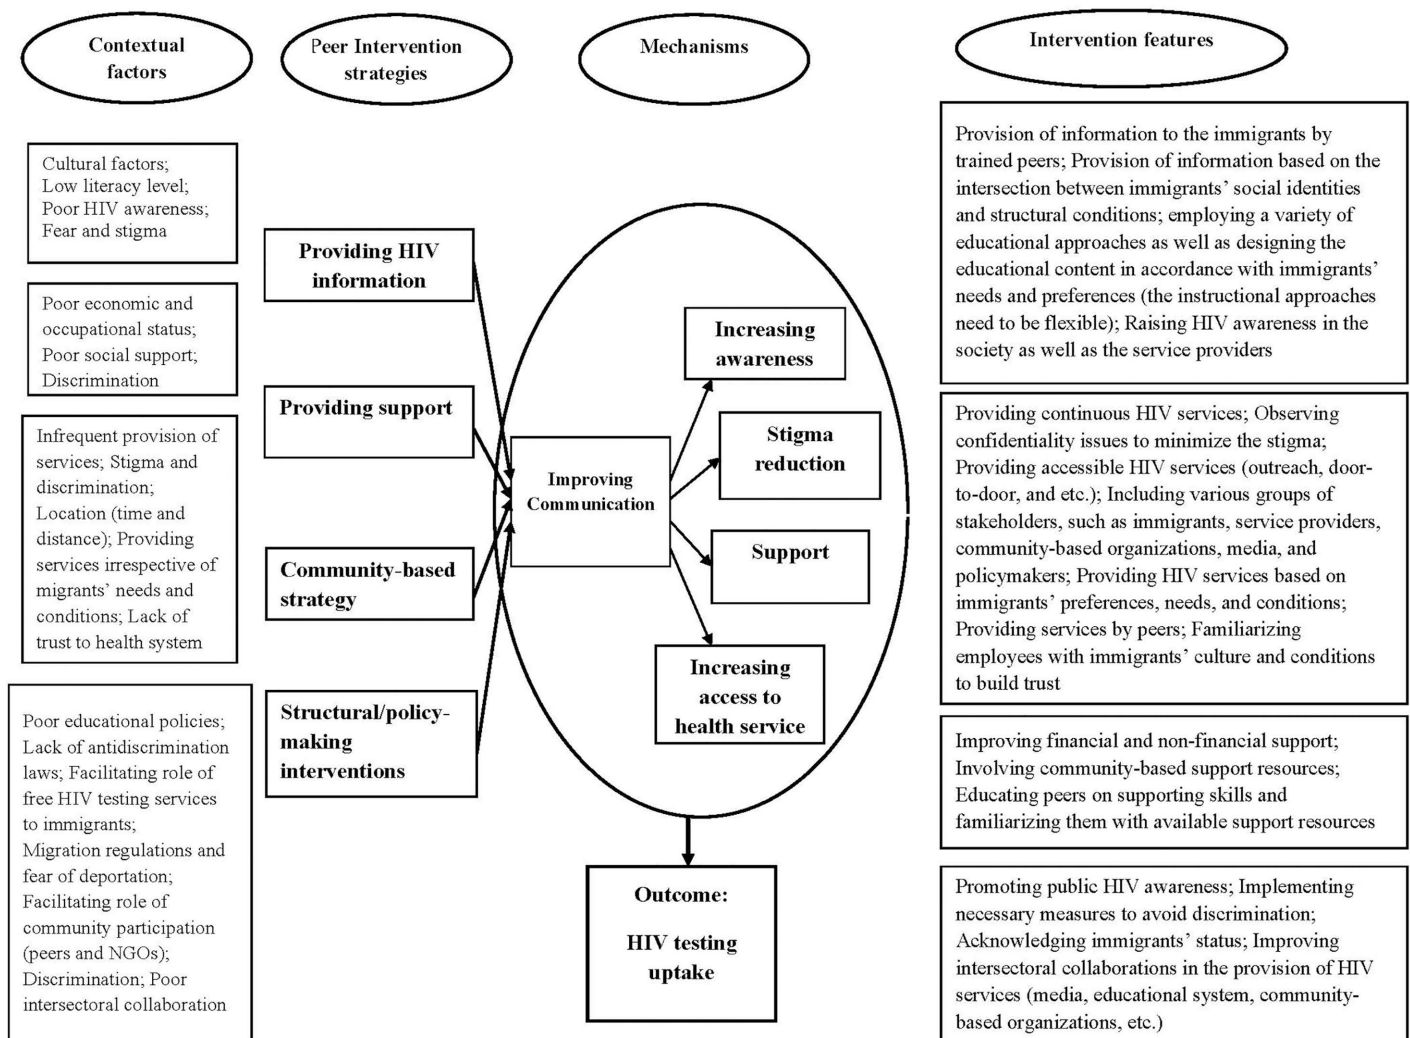 Contextual
factors
Peer Intervention
strategies
Mechanisms
Intervention features
Cultural factors;
Low literacy level;
Poor HIV awareness;
Fear and stigma
Poor economic and
occupational status;
Poor social support;
Discrimination
Infrequent provision of
services; Stigma and
discrimination;
Location (time and
distance); Providing
services irrespective of
migrants' needs and
conditions; Lack of
trust to health system
Poor educational policies;
Lack of antidiscrimination
laws; Facilitating role of
free HIV testing services
to immigrants;
Migration regulations and
fear of deportation;
Facilitating role of
community participation
(peers and NGOs);
Discrimination; Poor
intersectoral collaboration
Providing HIV
information
Providing support
Community-based
strategy
Structural/policy-
making
interventions
Improving
Communication
Increasing
awareness
Stigma
reduction
Support
Increasing
access to
health service
Outcome:
HIV testing
uptake
Provision of information to the immigrants by
trained peers; Provision of information based on the
intersection between immigrants' social identities
and structural conditions; employing a variety of
educational approaches as well as designing the
educational content in accordance with immigrants'
needs and preferences (the instructional approaches
need to be flexible); Raising HIV awareness in the
society as well as the service providers
Providing continuous HIV services; Observing
confidentiality issues to minimize the stigma;
Providing accessible HIV services (outreach, door-
to-door, and etc.); Including various groups of
stakeholders, such as immigrants, service providers,
community-based organizations, media, and
policymakers; Providing HIV services based on
immigrants' preferences, needs, and conditions;
Providing services by peers; Familiarizing
employees with immigrants' culture and conditions
to build trust
Improving financial and non-financial support;
Involving community-based support resources;
Educating peers on supporting skills and
familiarizing them with available support resources
Promoting public HIV awareness; Implementing
necessary measures to avoid discrimination;
Acknowledging immigrants' status; Improving
intersectoral collaborations in the provision of HIV
services (media, educational system, community-
based organizations, etc.)